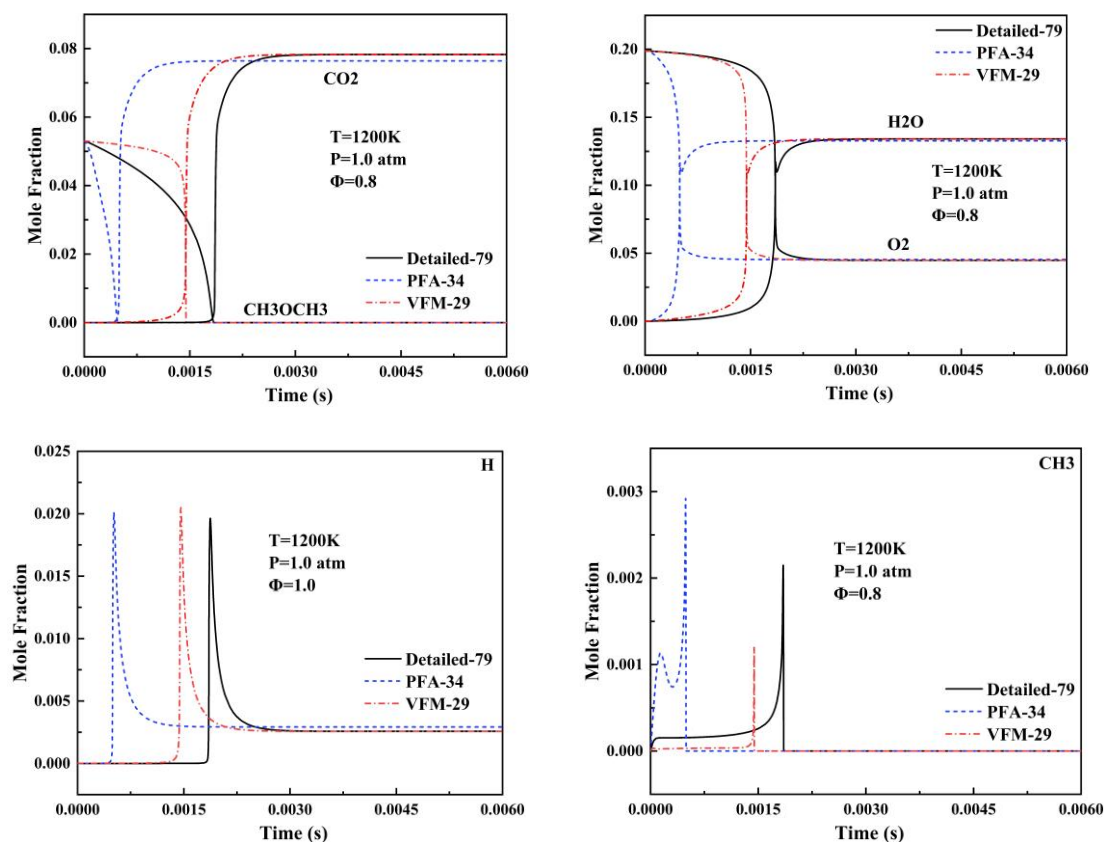 0.08
0.06
0.04
0.02
0.00
Mole Fraction
CO2
T=1200K
P=1.0 atm
Φ=0.8
Detailed-79
PFA-34
VFM-29
CH3OCH3
0.0000 0.0015 0.0030 0.0045 0.0060
Time (s)
0.20
0.15
0.10
0.05
0.00
Mole Fraction
Detailed-79
PFA-34
VFM-29
H2O
T=1200K
P=1.0 atm
Φ=0.8
O2
0.0000 0.0015 0.0030 0.0045 0.0060
Time (s)
0.025
0.020
0.015
0.010
0.005
0.000
Mole Fraction
H
T=1200K
P=1.0 atm
Φ=1.0
Detailed-79
PFA-34
VFM-29
0.0000 0.0015 0.0030 0.0045 0.0060
Time (s)
0.003
0.002
0.001
0.000
Mole Fraction
CH3
T=1200K
P=1.0 atm
Φ=0.8
Detailed-79
PFA-34
VFM-29
0.0000 0.0015 0.0030 0.0045 0.0060
Time (s)